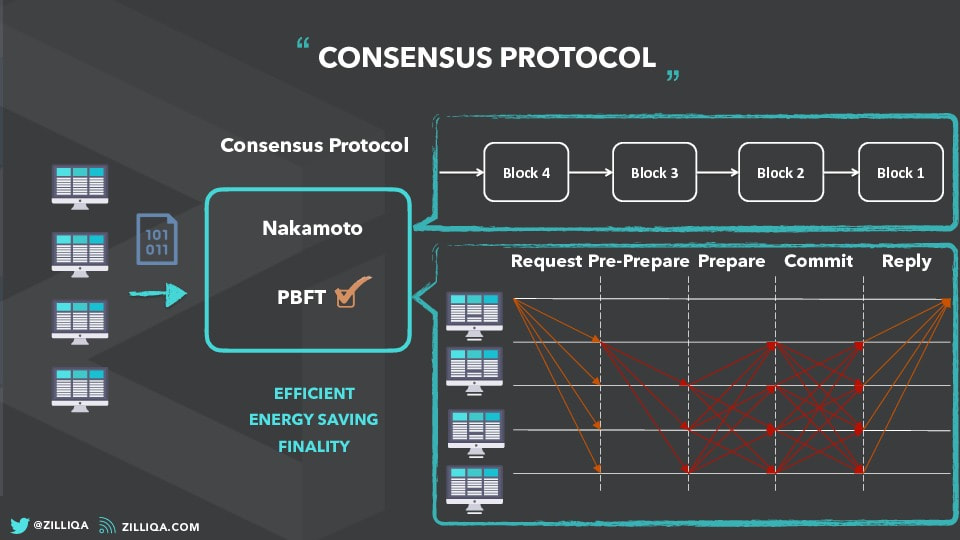 “ CONSENSUS PROTOCOL ”
Consensus Protocol
101
011
Nakamoto
PBFT
EFFICIENT
ENERGY SAVING
FINALITY
Block 4
Block 3
Block 2
Block 1
Request Pre-Prepare Prepare Commit Reply
@ZILLIQA
ZILLIQA.COM